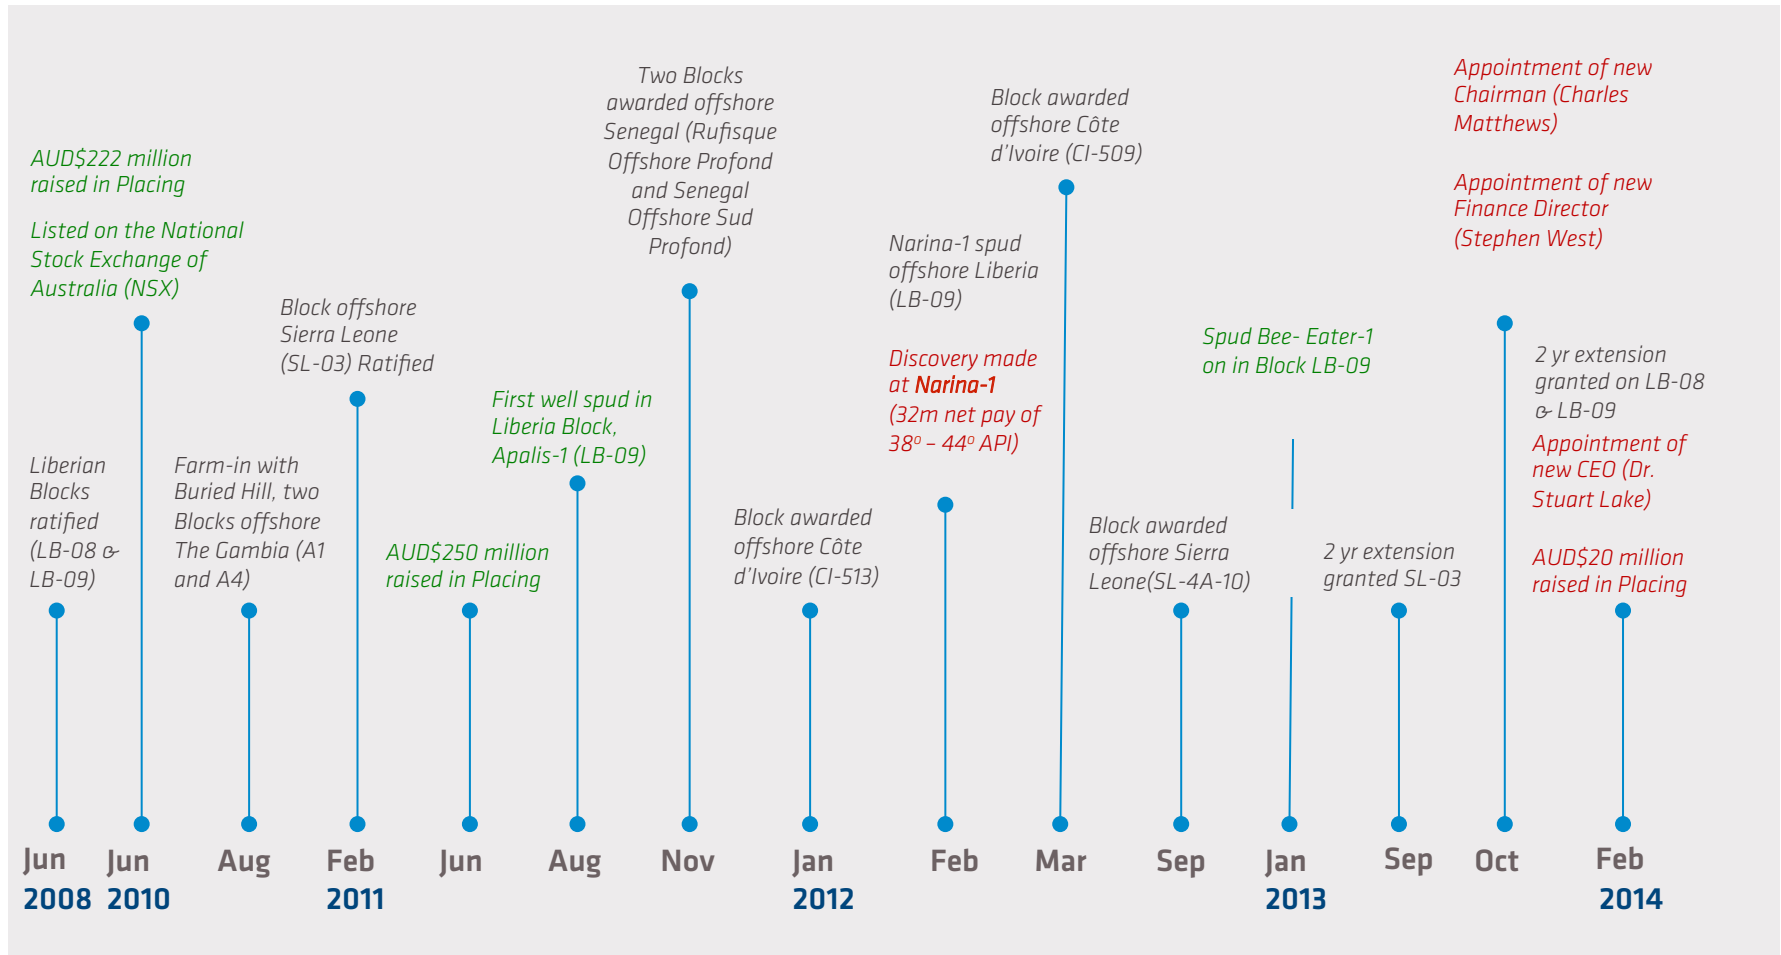 AUD$222 million
raised in Placing
Listed on the National
Stock Exchange of
Australia (NSX)
Liberian
Blocks
ratified
(LB-08 &
LB-09)
Farm-in with
Buried Hill, two
Blocks offshore
The Gambia (A1
and A4)
Block offshore
Sierra Leone
(SL-03) Ratified
AUD$250 million
raised in Placing
First well spud in
Liberia Block,
Apalis-1 (LB-09)
Two Blocks
awarded offshore
Senegal (Rufisque
Offshore Profond
and Senegal
Offshore Sud
Profond)
Block awarded
offshore Côte
d'Ivoire (CI-513)
Narina-1 spud
offshore Liberia
(LB-09)
Discovery made
at Narina-1
(32m net pay of
38º – 44º API)
Block awarded
offshore Côte
d'Ivoire (CI-509)
Block awarded
offshore Sierra
Leone(SL-4A-10)
Spud Bee- Eater-1
on in Block LB-09
2 yr extension
granted SL-03
Appointment of new
Chairman (Charles
Matthews)
Appointment of new
Finance Director
(Stephen West)
2 yr extension
granted on LB-08
& LB-09
Appointment of
new CEO (Dr.
Stuart Lake)
AUD$20 million
raised in Placing
Jun Jun Aug Feb Jun Aug Nov Jan Feb Mar Sep Jan Sep Oct Feb
2008 2010 2011 2012 2013 2014